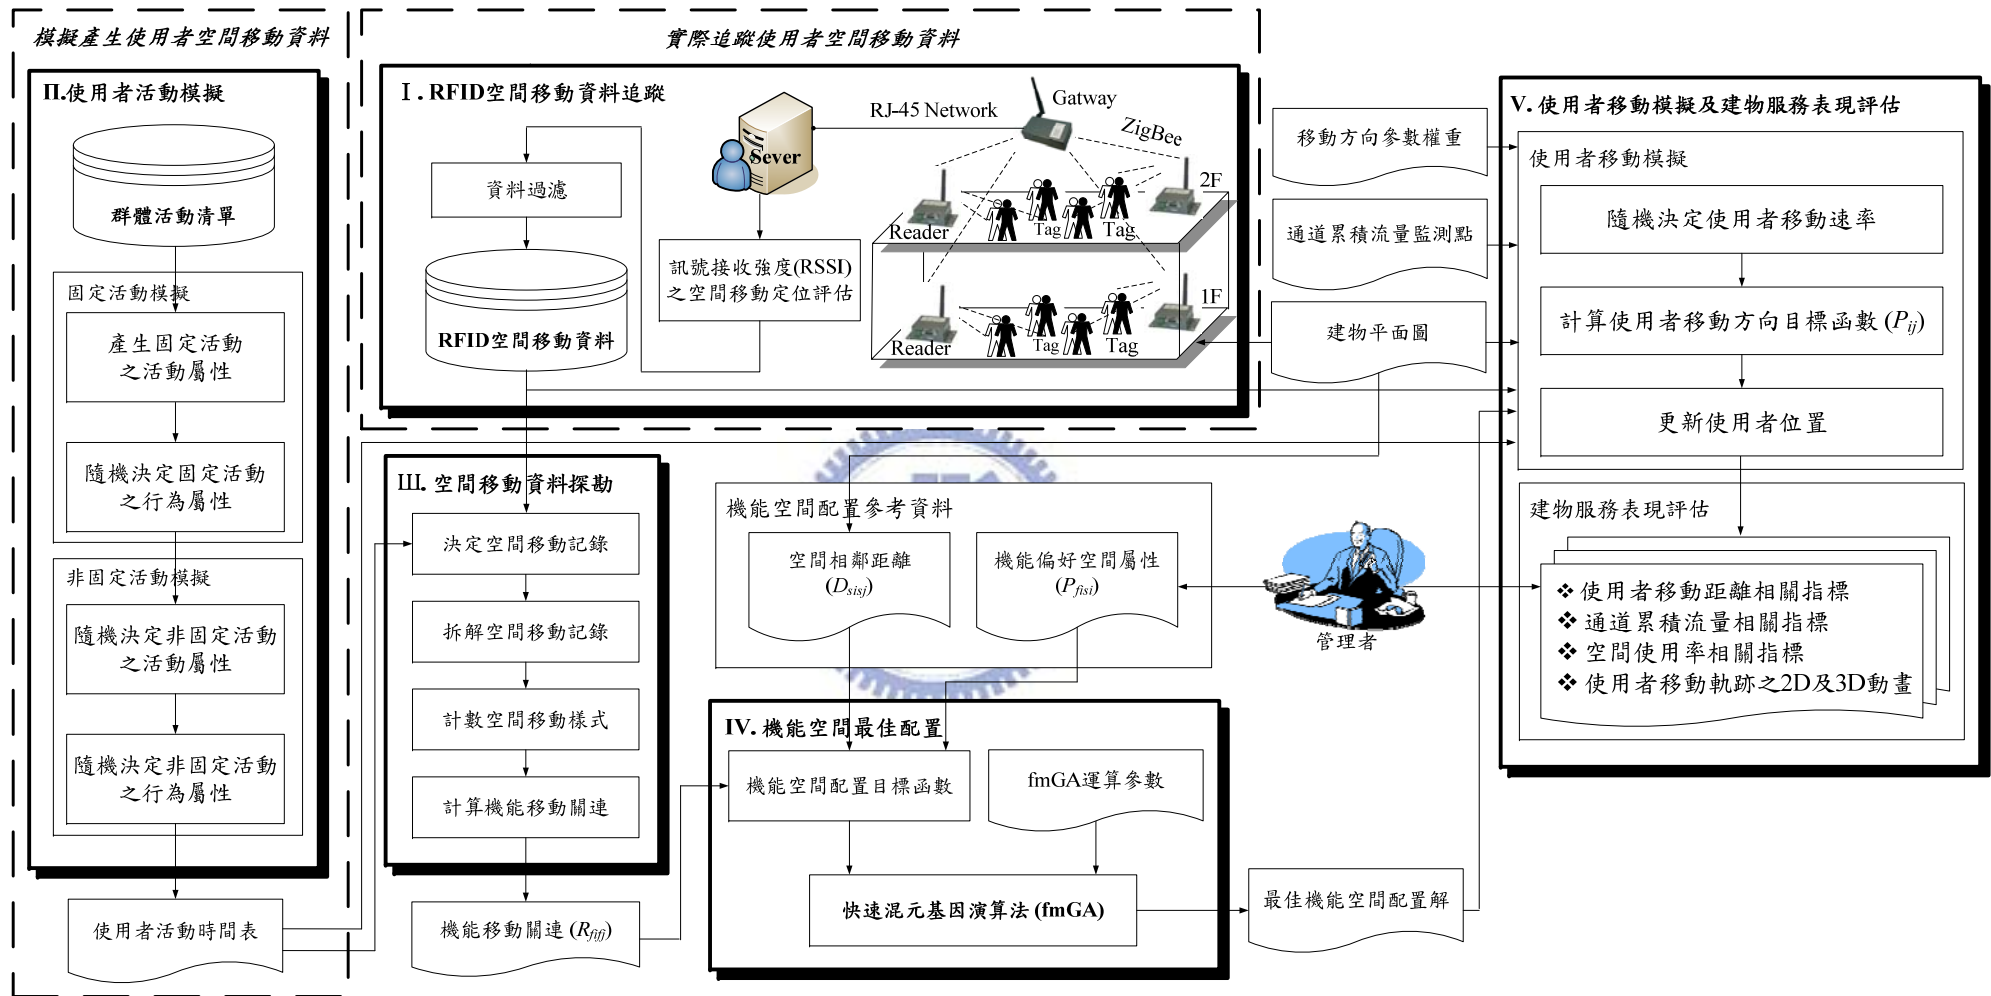 模擬產生使用者空間移動資料
實際追蹤使用者空間移動資料
II.使用者活動模擬
群體活動清單
固定活動模擬
產生固定活動
之活動屬性
隨機決定固定活動
之行為屬性
非固定活動模擬
隨機決定非固定活動
之活動屬性
隨機決定非固定活動
之行為屬性
使用者活動時間表
I. RFID空間移動資料追蹤
資料過濾
RFID空間移動資料
Sever
訊號接收強度(RSSI)
之空間移動定位評估
RJ-45 Network
Gatway
ZigBee
2F
Reader
Tag
Tag
1F
Reader
Tag
Tag
III. 空間移動資料探勘
決定空間移動記錄
拆解空間移動記錄
計數空間移動樣式
計算機能移動關連
機能移動關連 (Rfifj)
機能空間配置參考資料
空間相鄰距離
(Dsisj)
機能偏好空間屬性
(Pfisi)
IV. 機能空間最佳配置
機能空間配置目標函數
fmGA運算參數
快速混元基因演算法 (fmGA)
最佳機能空間配置解
移動方向參數權重
通道累積流量監測點
建物平面圖
管理者
V. 使用者移動模擬及建物服務表現評估
使用者移動模擬
隨機決定使用者移動速率
計算使用者移動方向目標函數 (Pij)
更新使用者位置
建物服務表現評估
❖ 使用者移動距離相關指標
❖ 通道累積流量相關指標
❖ 空間使用率相關指標
❖ 使用者移動軌跡之2D及3D動畫